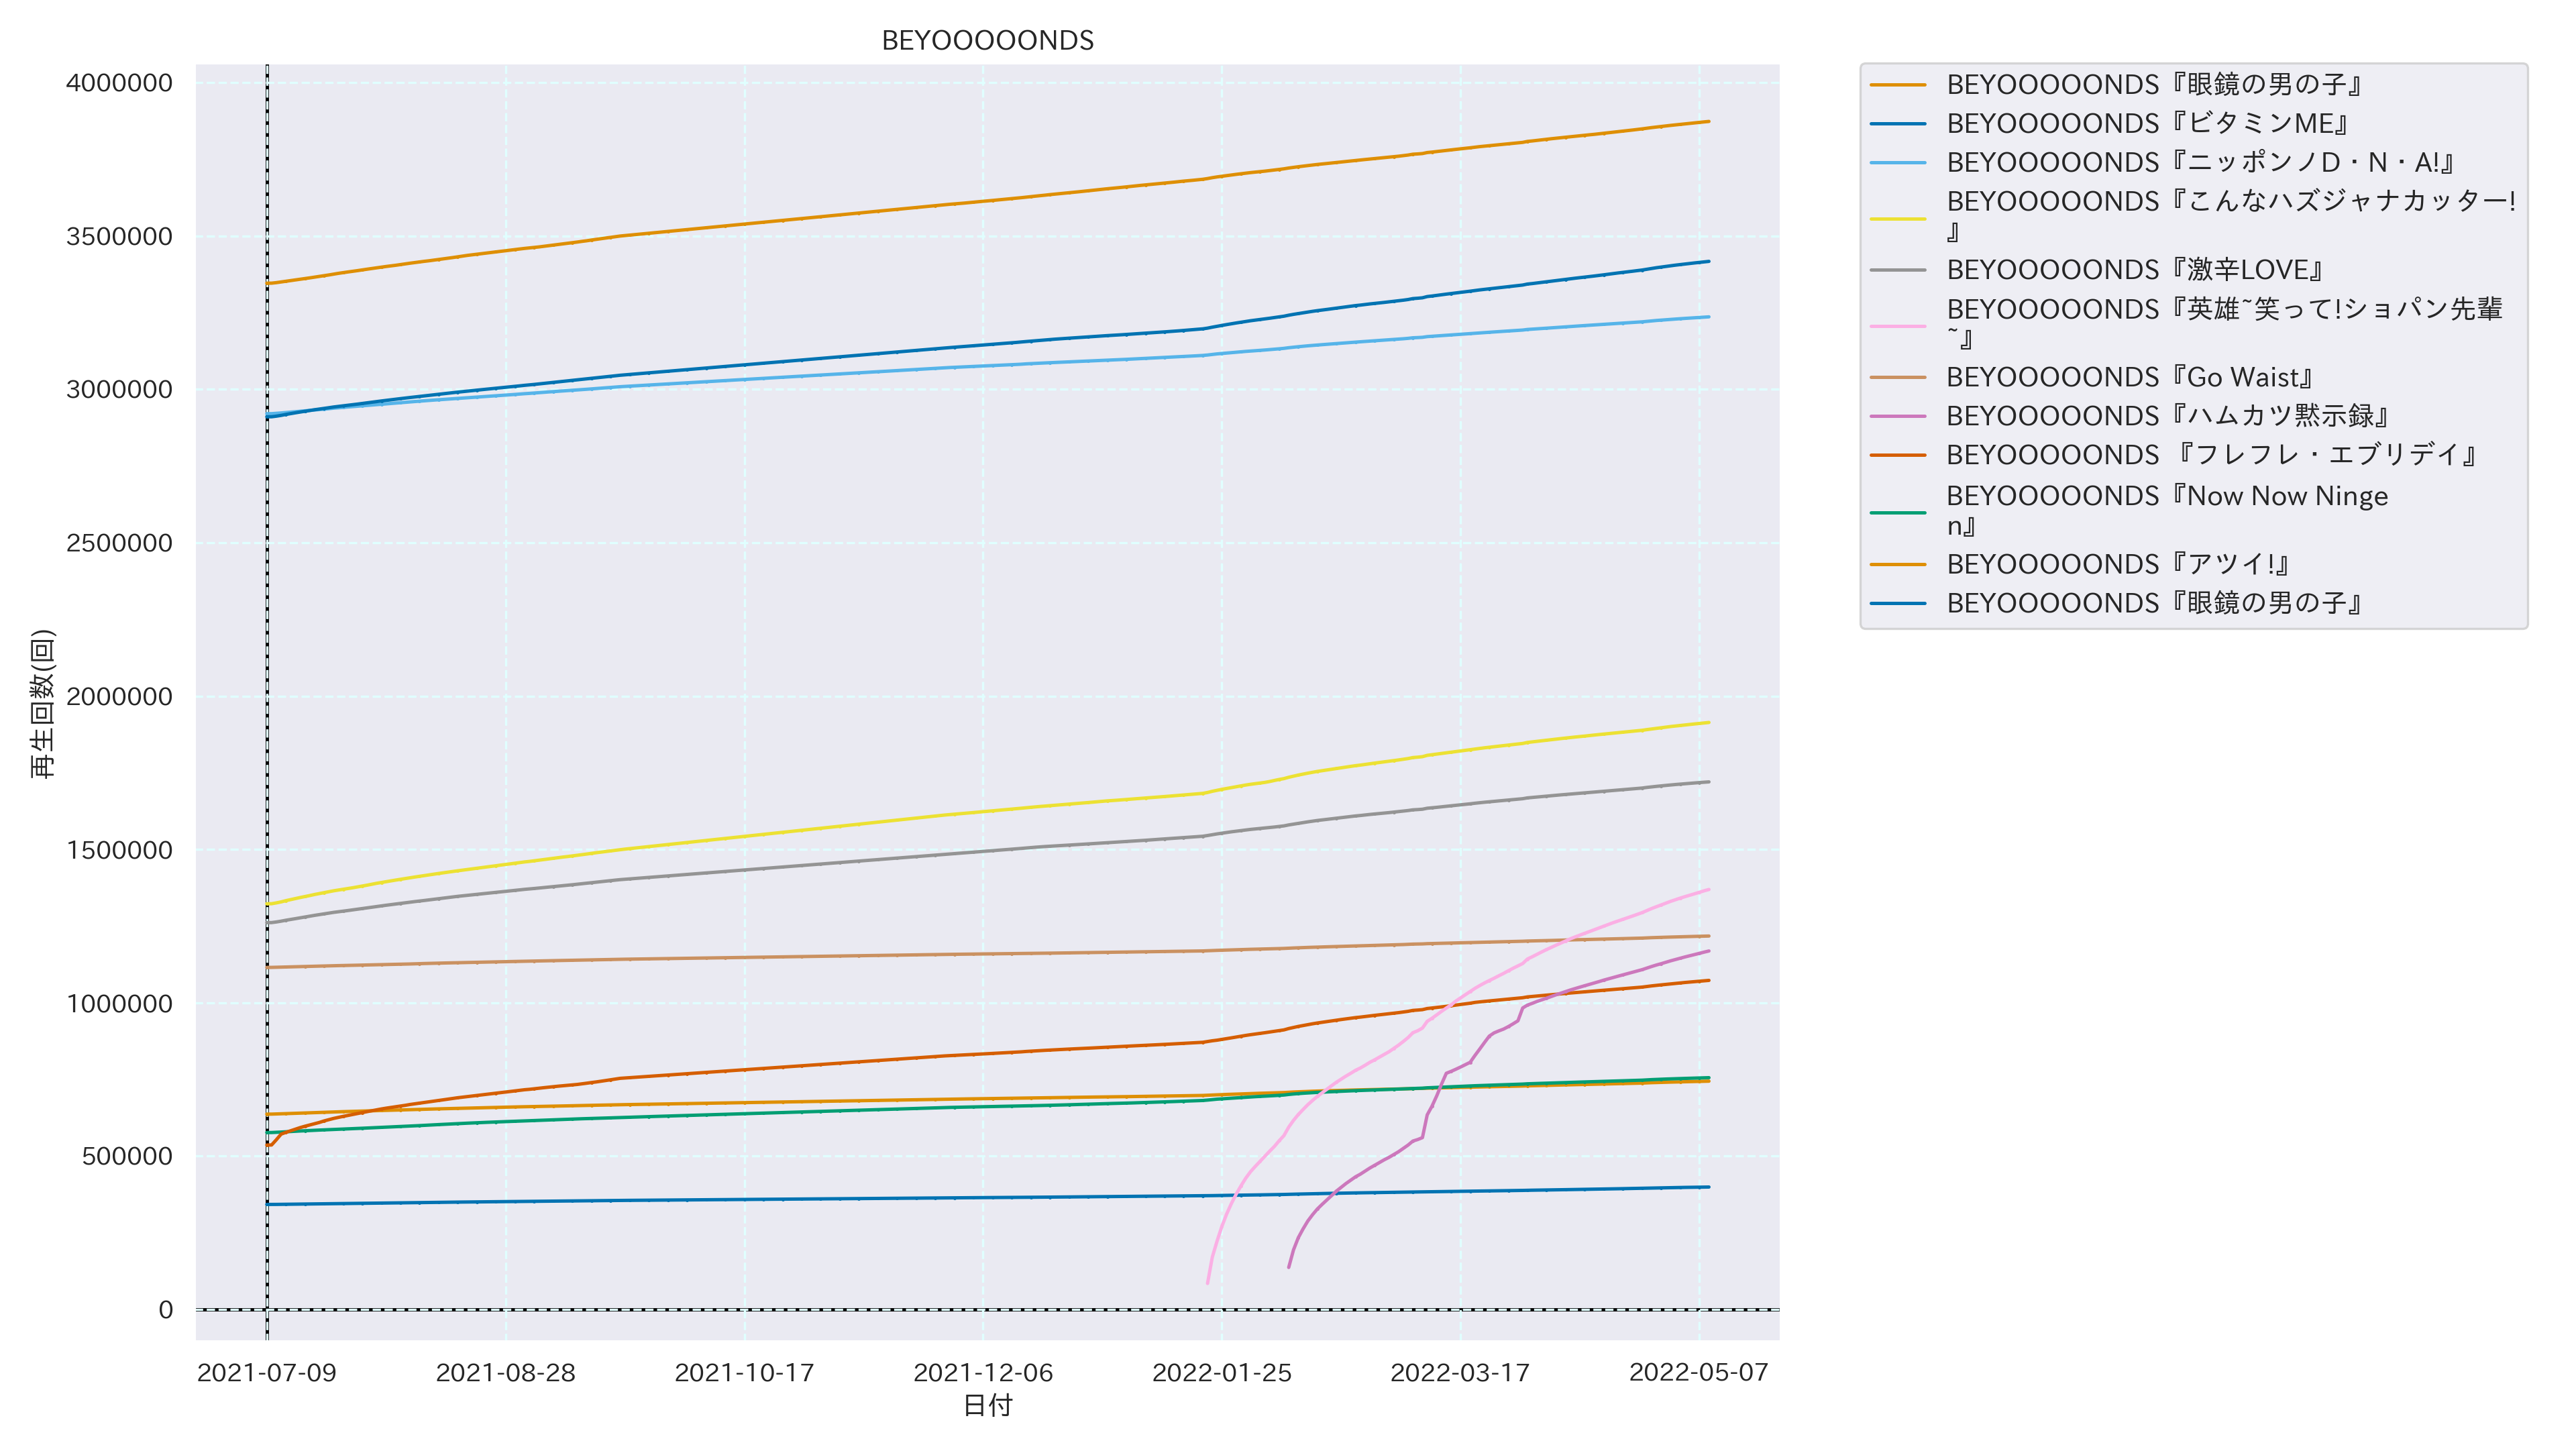 BEYOOOOONDS
4000000
3500000
3000000
2500000
2000000
1500000
1000000
500000
0
再生回数(回)
2021-07-09
2021-08-28
2021-10-17
2021-12-06
2022-01-25
2022-03-17
2022-05-07
日付
BEYOOOOONDS『眼鏡の男の子』
BEYOOOOONDS『ビタミンME』
BEYOOOOONDS『ニッポンノD・N・A!』
BEYOOOOONDS『こんなハズジャナカッター!
』
BEYOOOOONDS『激辛LOVE』
BEYOOOOONDS『英雄~笑って!ショパン先輩
~』
BEYOOOOONDS『Go Waist』
BEYOOOOONDS『ハムカツ黙示録』
BEYOOOOONDS 『フレフレ・エブリデイ』
BEYOOOOONDS『Now Now Ninge
n』
BEYOOOOONDS『アツイ!』
BEYOOOOONDS『眼鏡の男の子』